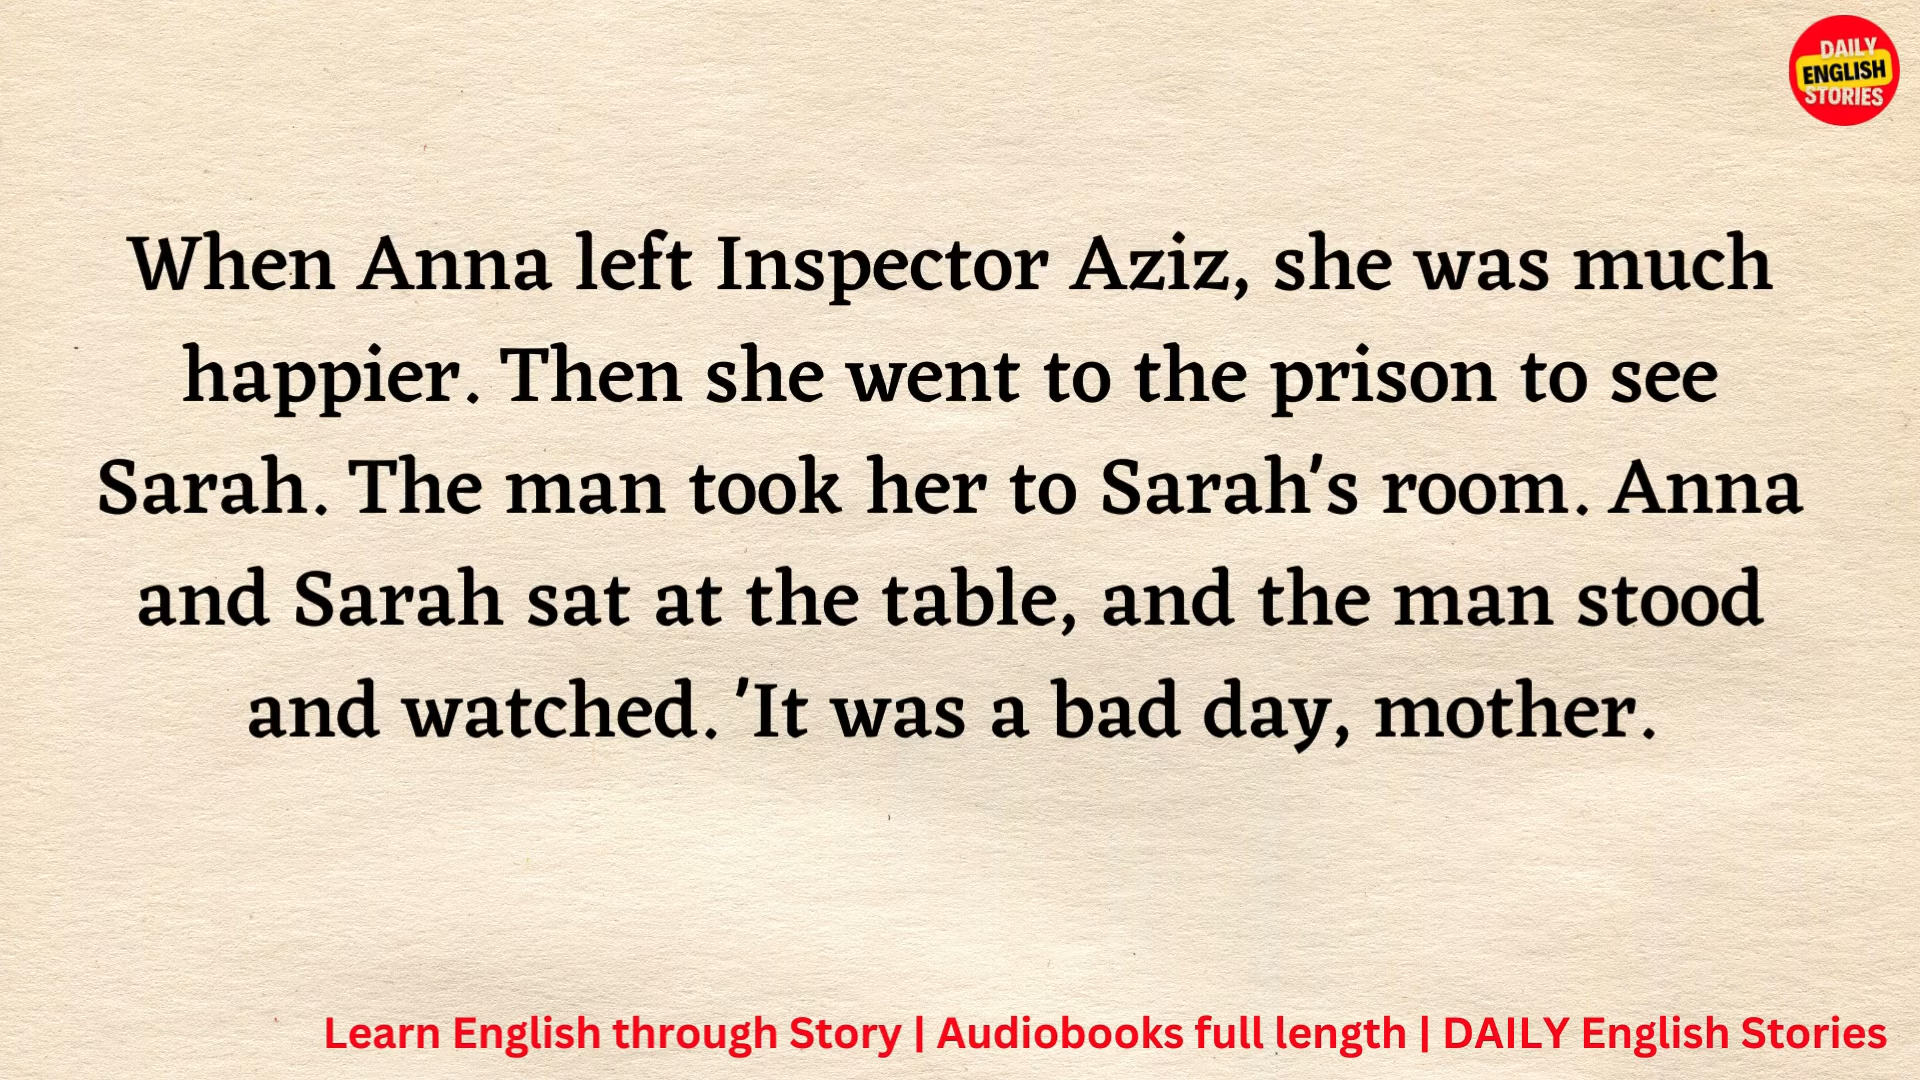 DAILY
ENGLISH
STORIES
When Anna left Inspector Aziz, she was much
happier. Then she went to the prison to see
Sarah. The man took her to Sarah's room. Anna
and Sarah sat at the table, and the man stood
and watched. 'It was a bad day, mother.
Learn English through Story | Audiobooks full length | DAILY English Stories